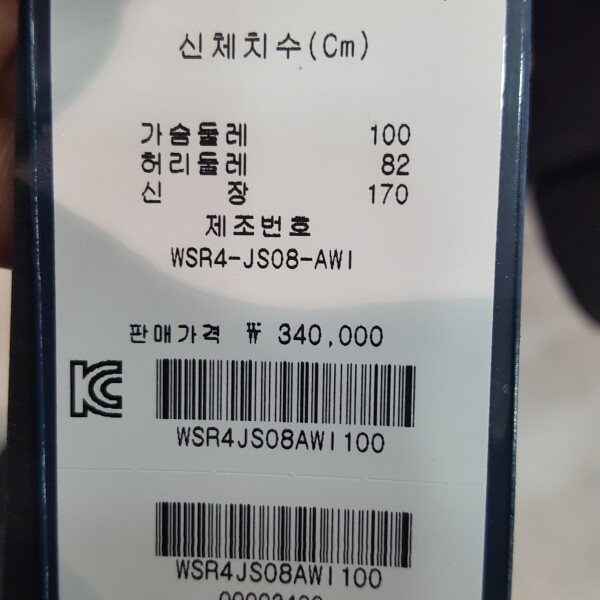 신체치수(Cm)
가슴둘레 100
허리둘레 82
신 장 170
제조번호
WSR4-JS08-AWI
판매가격 ₩ 340,000
WSR4JS08AWI100
WSR4JS08AWI100